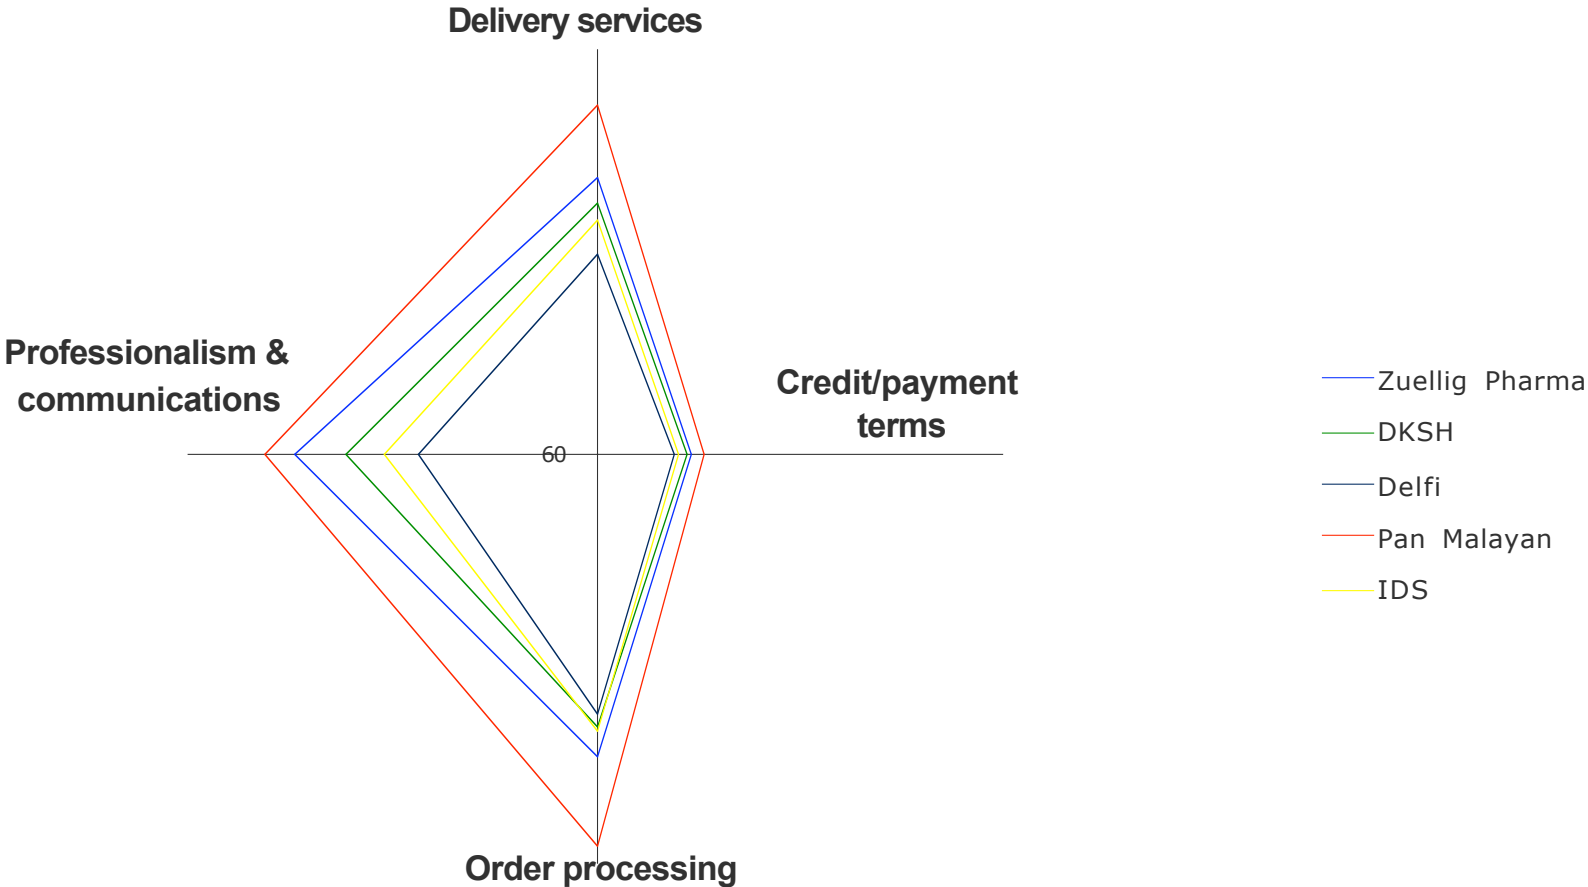 Delivery services
Professionalism &
communications
Credit/payment
terms
60
Zuellig Pharma
DKSH
Delfi
Pan Malayan
IDS
Order processing